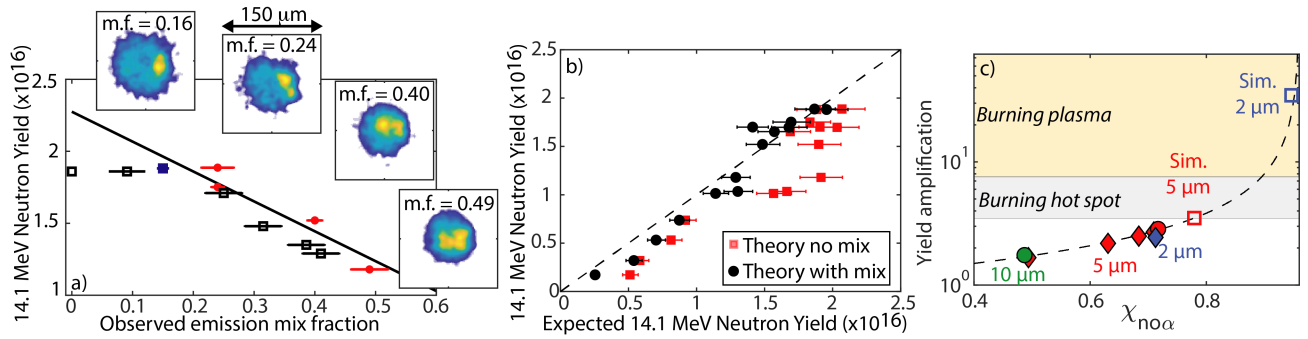 150 μm
m.f. = 0.16
m.f. = 0.24
m.f. = 0.40
m.f. = 0.49
14.1 MeV Neutron Yield (x10^16)
2.5
2
1.5
1
a)
0
0.1
0.2
0.3
0.4
0.5
0.6
Observed emission mix fraction
b)
14.1 MeV Neutron Yield (x10^16)
2.5
2
1.5
1
0.5
0
Theory no mix
Theory with mix
0
0.5
1
1.5
2
2.5
Expected 14.1 MeV Neutron Yield (x10^16)
c)
Yield amplification
10^1
10^0
Sim.
2 μm
Burning plasma
Sim.
5 μm
Burning hot spot
10 μm
5 μm
2 μm
0.4
0.6
0.8
χ_noα